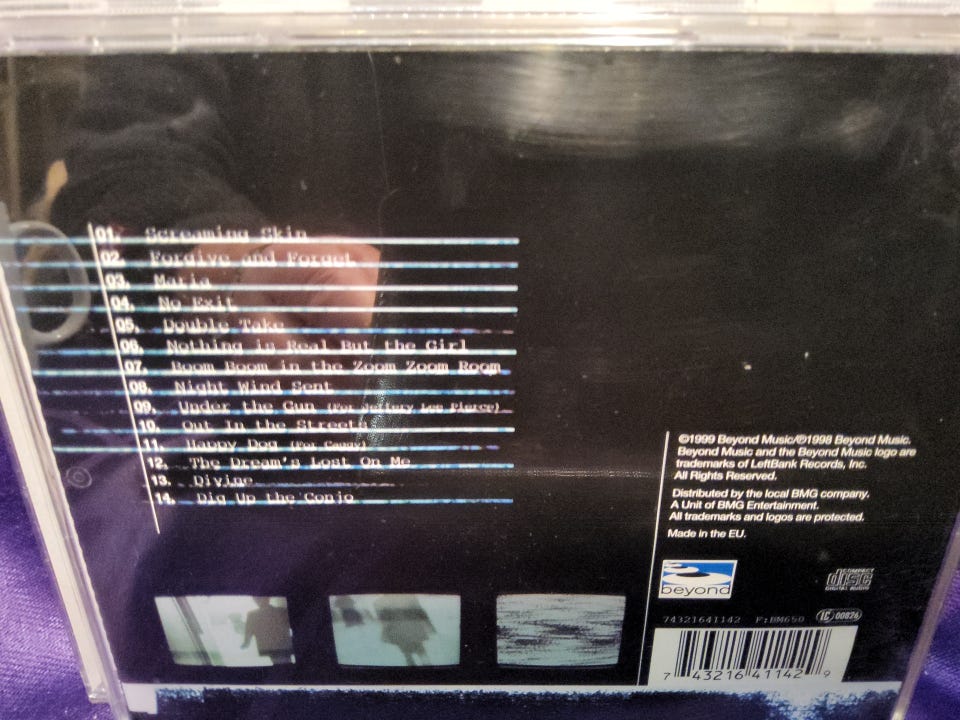 01. Screaming Skin
02. Forgive and Forget
03. Maria
04. No Exit
05. Double Take
06. Nothing is Real But the Girl
07. Boom Boom in the Zoom Zoom Room
08. Night Wind Sent
09. Under the Gun (For Jeffery Lee Pierce)
10. Out In the Streets
11. Happy Dog (For Caggy)
12. The Dream's Lost On Me
13. Divine
14. Dig Up the Conjo
©1999 Beyond Music/℗1998 Beyond Music.
Beyond Music and the Beyond Music logo are
trademarks of LeftBank Records, Inc.
All Rights Reserved.
Distributed by the local BMG company.
A Unit of BMG Entertainment.
All trademarks and logos are protected.
Made in the EU.
beyond
COMPACT
disc
DIGITAL AUDIO
74321641142 F:BM650
LC 00824
7 43216 41142 9